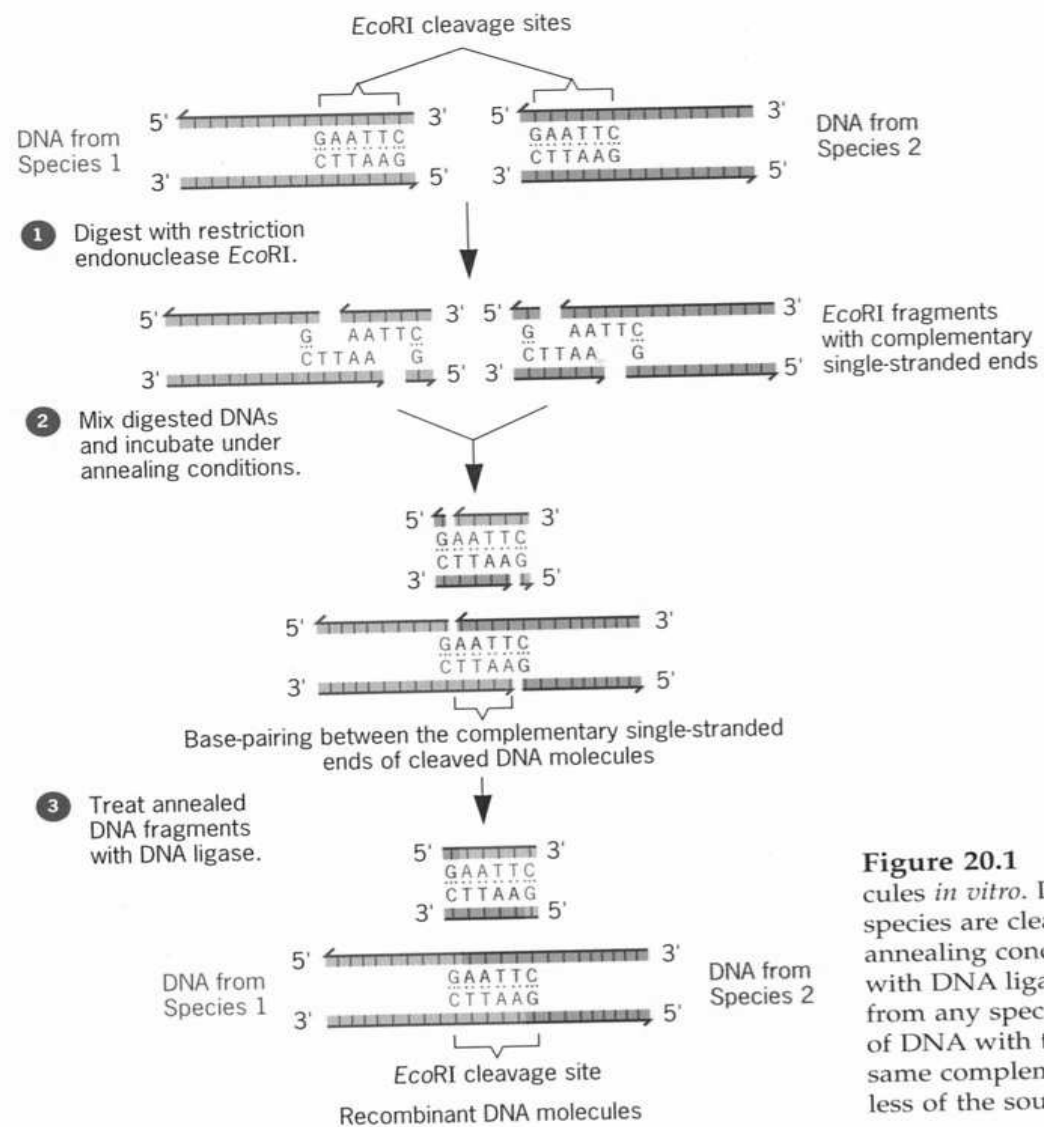 EcoRI cleavage sites
5' 3' 5' 3'
DNA from
Species 1
GAATTC
CTTAAG
GAATTC
CTTAAG
DNA from
Species 2
3' 5' 3' 5'
1 Digest with restriction
endonuclease EcoRI.
5' 3' 5' 3'
G AATTC
CTTAA G
G AATTC
CTTAA G
3' 5' 3' 5'
EcoRI fragments
with complementary
single-stranded ends
2 Mix digested DNAs
and incubate under
annealing conditions.
5' 3'
GAATTC
CTTAAG
3' 5'
5' 3'
GAATTC
CTTAAG
3' 5'
Base-pairing between the complementary single-stranded
ends of cleaved DNA molecules
3 Treat annealed
DNA fragments
with DNA ligase.
5' 3'
GAATTC
CTTAAG
3' 5'
5' 3'
DNA from
Species 1
GAATTC
CTTAAG
DNA from
Species 2
3' 5'
EcoRI cleavage site
Recombinant DNA molecules
Figure 20.1
cules in vitro.
species are
annealing
with DNA
from any
of DNA with
same
less of the